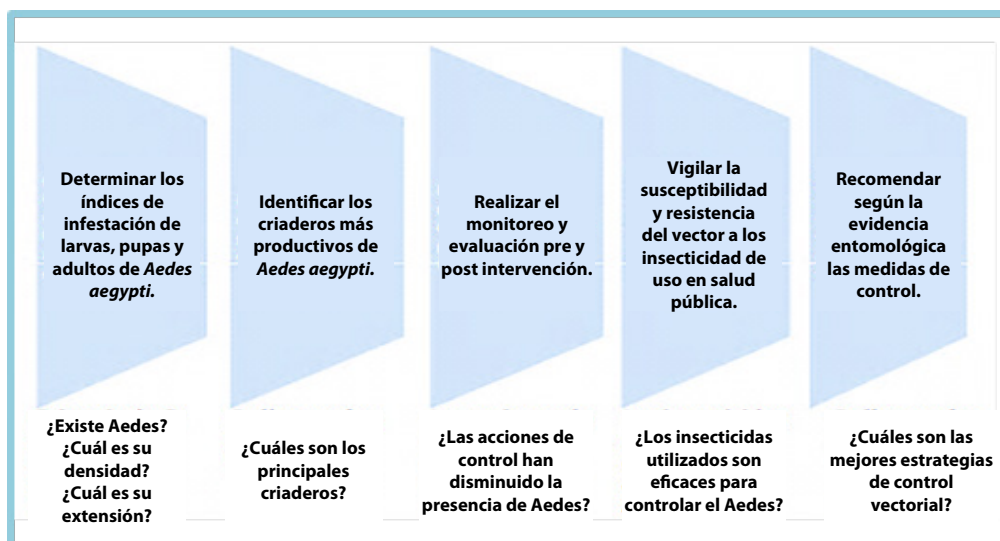 Determinar los
índices de
infestación de
larvas, pupas y
adultos de Aedes
aegypti.
Identificar los
criaderos más
productivos de
Aedes aegypti.
Realizar el
monitoreo y
evaluación pre y
post intervención.
Vigilar la
susceptibilidad
y resistencia
del vector a los
insecticidad de
uso en salud
pública.
Recomendar
según la
evidencia
entomológica
las medidas de
control.
¿Existe Aedes?
¿Cuál es su
densidad?
¿Cuál es su
extensión?
¿Cuáles son los
principales
criaderos?
¿Las acciones de
control han
disminuido la
presencia de Aedes?
¿Los insecticidas
utilizados son
eficaces para
controlar el Aedes?
¿Cuáles son las
mejores estrategias
de control
vectorial?